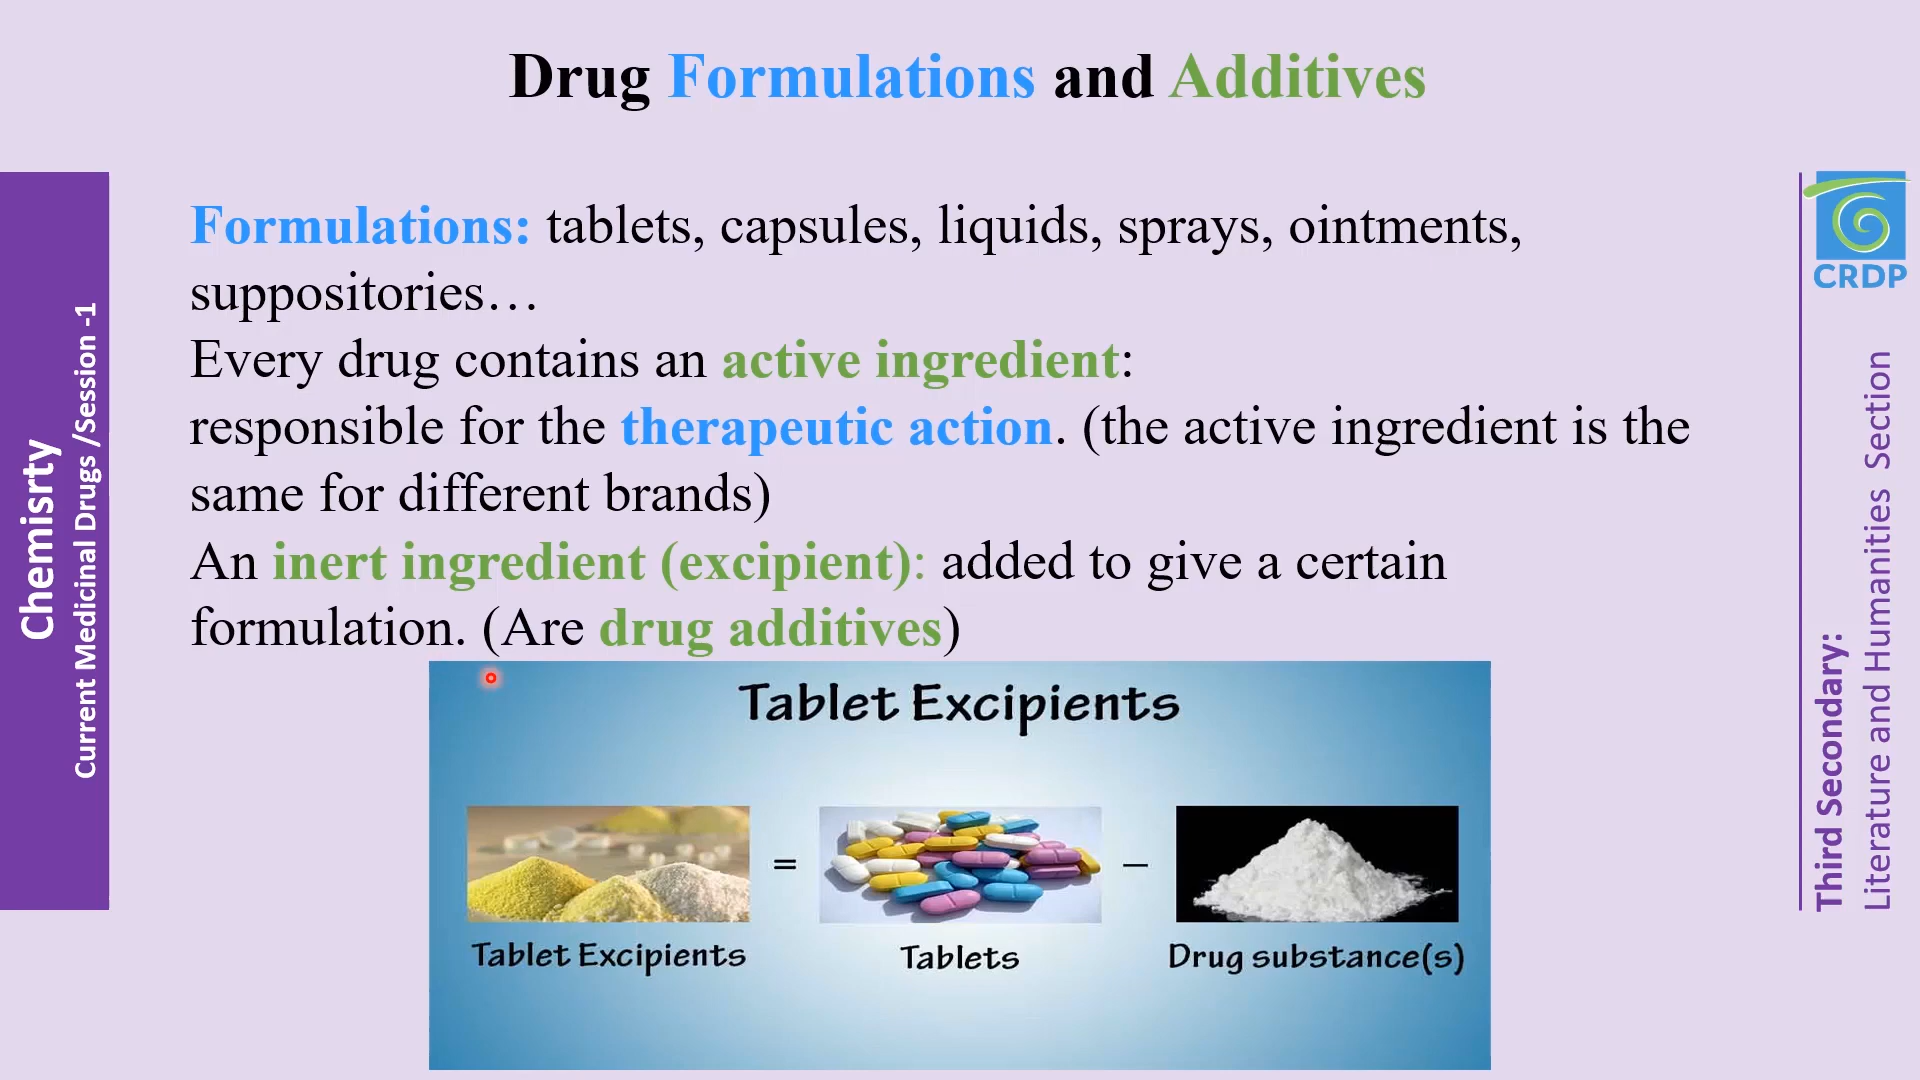 Drug Formulations and Additives
Formulations: tablets, capsules, liquids, sprays, ointments,
suppositories…
Every drug contains an active ingredient:
responsible for the therapeutic action. (the active ingredient is the
same for different brands)
An inert ingredient (excipient): added to give a certain
formulation. (Are drug additives)
Tablet Excipients
=
–
Tablet Excipients
Tablets
Drug substance(s)
Chemisrty
Current Medicinal Drugs /Session -1
CRDP
Third Secondary:
Literature and Humanities Section